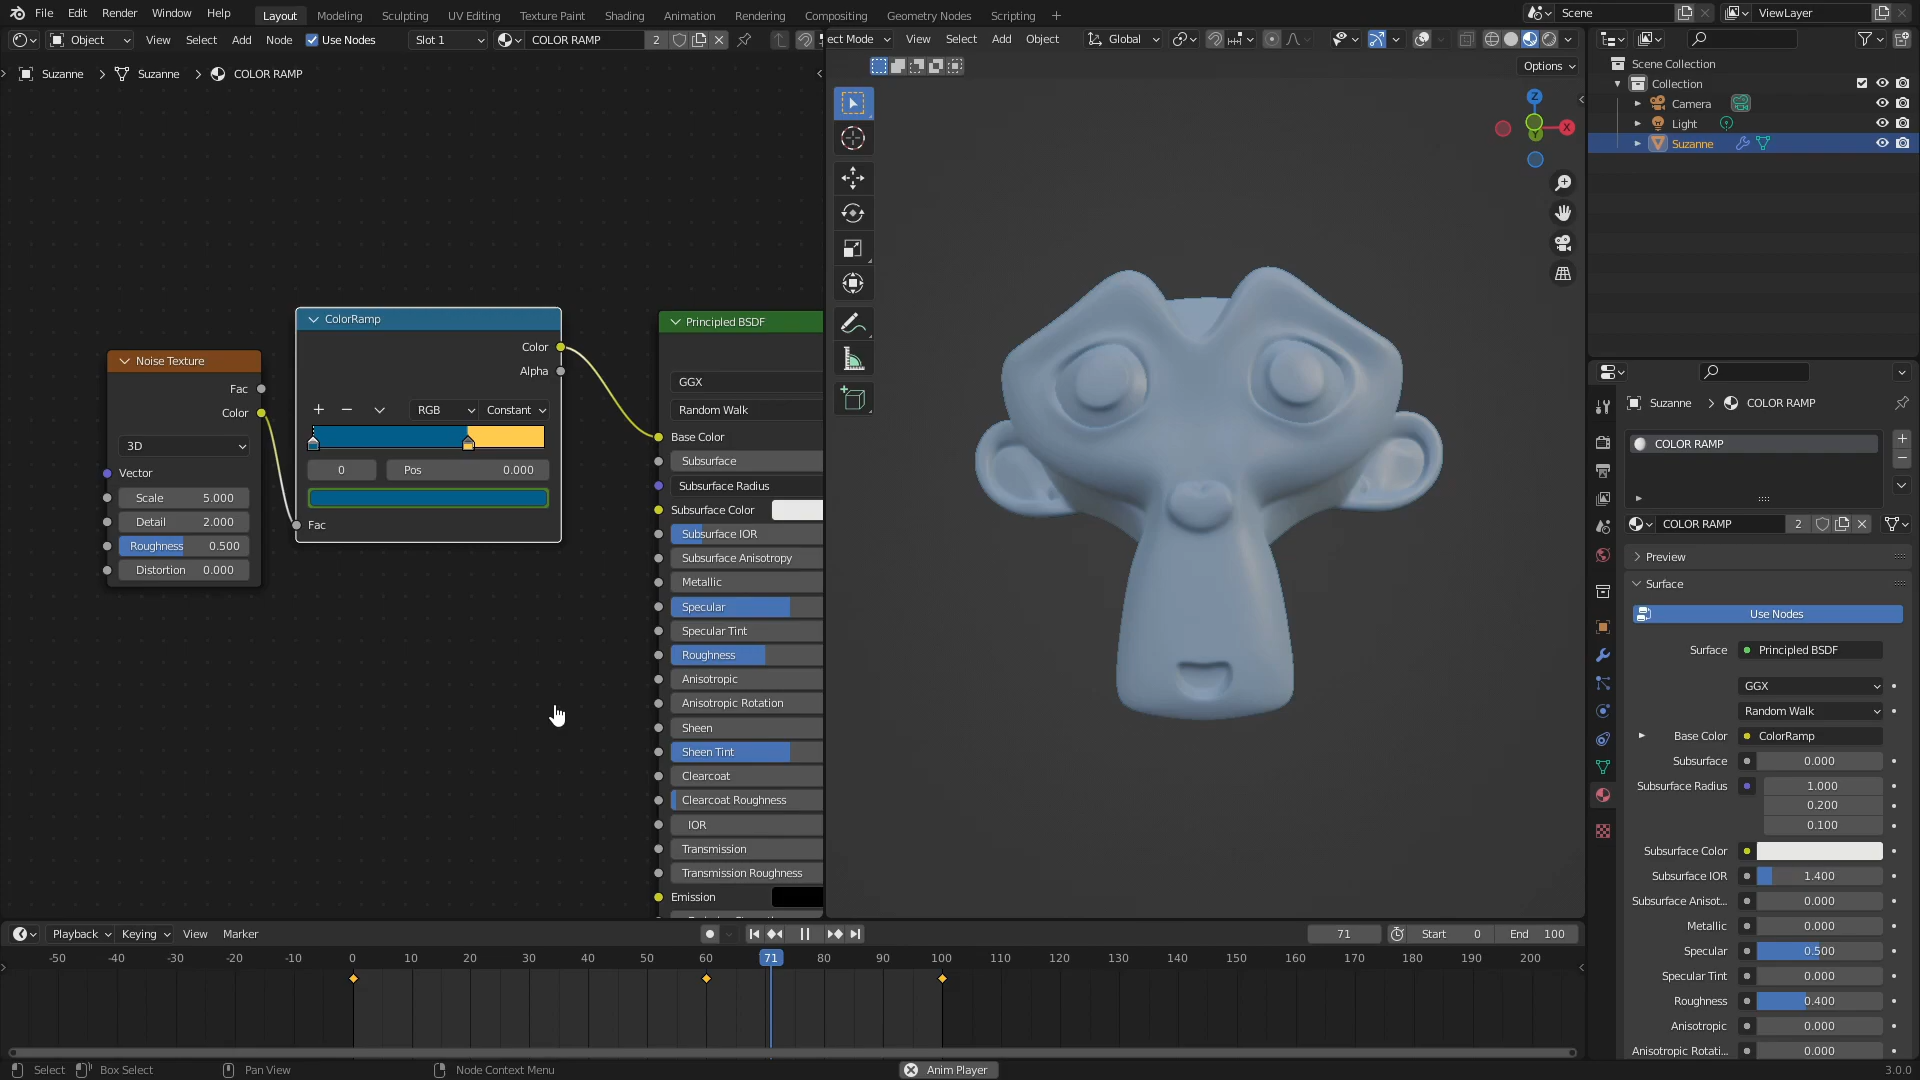 File Edit Render Window Help Layout Modeling Sculpting UV Editing Texture Paint Shading Animation Rendering Compositing Geometry Nodes Scripting + Scene ViewLayer
Object View Select Add Node Use Nodes Slot 1 COLOR RAMP 2 ect Mode View Select Add Object Global
Options
Suzanne > Suzanne > COLOR RAMP
Z
X
Y
Scene Collection
Collection
Camera
Light
Suzanne
ColorRamp
Color
Alpha
RGB Constant
0 Pos 0.000
Fac
Noise Texture
Fac
Color
3D
Vector
Scale 5.000
Detail 2.000
Roughness 0.500
Distortion 0.000
Principled BSDF
GGX
Random Walk
Base Color
Subsurface
Subsurface Radius
Subsurface Color
Subsurface IOR
Subsurface Anisotropy
Metallic
Specular
Specular Tint
Roughness
Anisotropic
Anisotropic Rotation
Sheen
Sheen Tint
Clearcoat
Clearcoat Roughness
IOR
Transmission
Transmission Roughness
Emission
Suzanne > COLOR RAMP
COLOR RAMP
COLOR RAMP 2
Preview
Surface
Use Nodes
Surface Principled BSDF
GGX
Random Walk
Base Color ColorRamp
Subsurface 0.000
Subsurface Radius 1.000
0.200
0.100
Subsurface Color
Subsurface IOR 1.400
Subsurface Anisot... 0.000
Metallic 0.000
Specular 0.500
Specular Tint 0.000
Roughness 0.400
Anisotropic 0.000
Anisotropic Rotati... 0.000
Playback Keying View Marker 71 Start 0 End 100
-50 -40 -30 -20 -10 0 10 20 30 40 50 60 71 80 90 100 110 120 130 140 150 160 170 180 190 200
Select Box Select Pan View Node Context Menu Anim Player 3.0.0